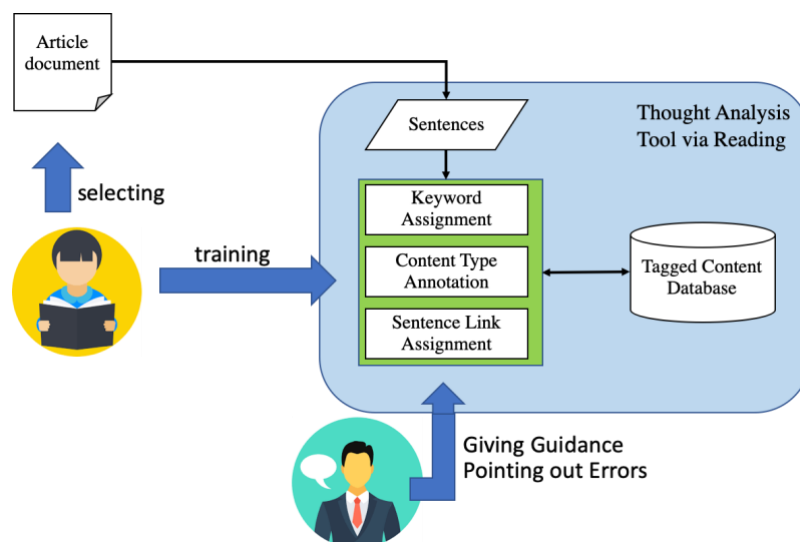 Article
document
Sentences
Thought Analysis
Tool via Reading
selecting
Keyword
Assignment
training
Content Type
Annotation
Tagged Content
Database
Sentence Link
Assignment
Giving Guidance
Pointing out Errors